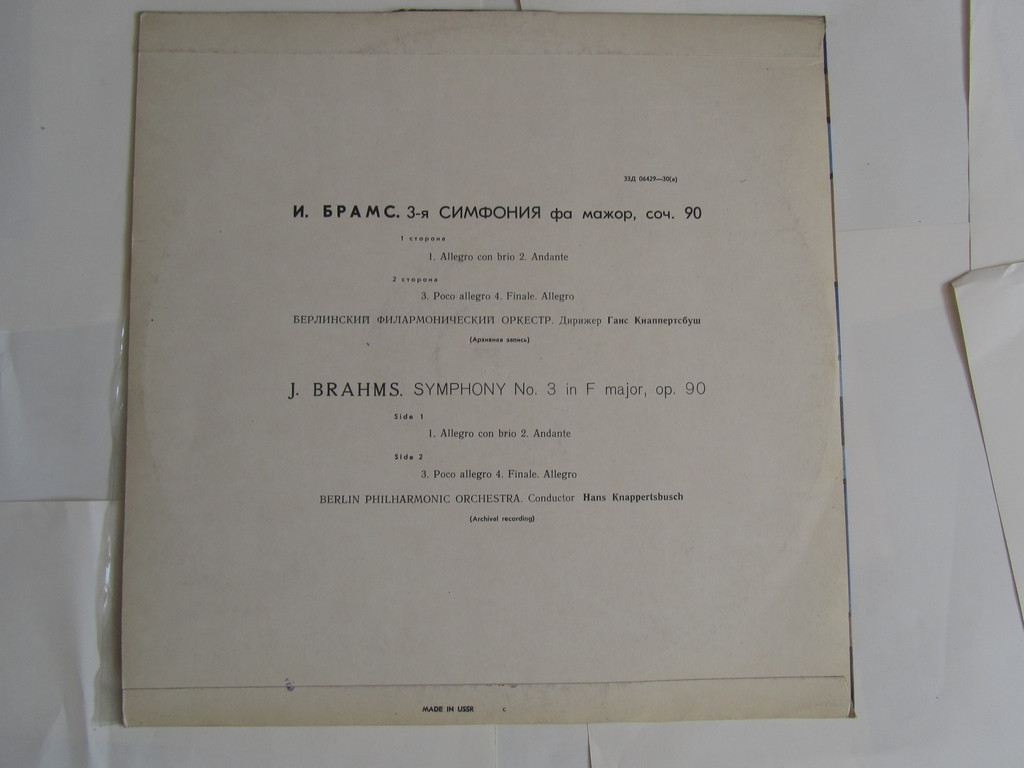 33Д 06429—30(а)
И. БРАМС. 3-я СИМФОНИЯ фа мажор, соч. 90
1 сторона
1. Allegro con brio 2. Andante
2 сторона
3. Poco allegro 4. Finale. Allegro
БЕРЛИНСКИЙ ФИЛАРМОНИЧЕСКИЙ ОРКЕСТР. Дирижер Ганс Кнаппертсбуш
(Архивная запись)
J. BRAHMS. SYMPHONY No. 3 in F major, op. 90
Side 1
1. Allegro con brio 2. Andante
Side 2
3. Poco allegro 4. Finale. Allegro
BERLIN PHILHARMONIC ORCHESTRA. Conductor Hans Knappertsbusch
(Archival recording)
MADE IN USSR c